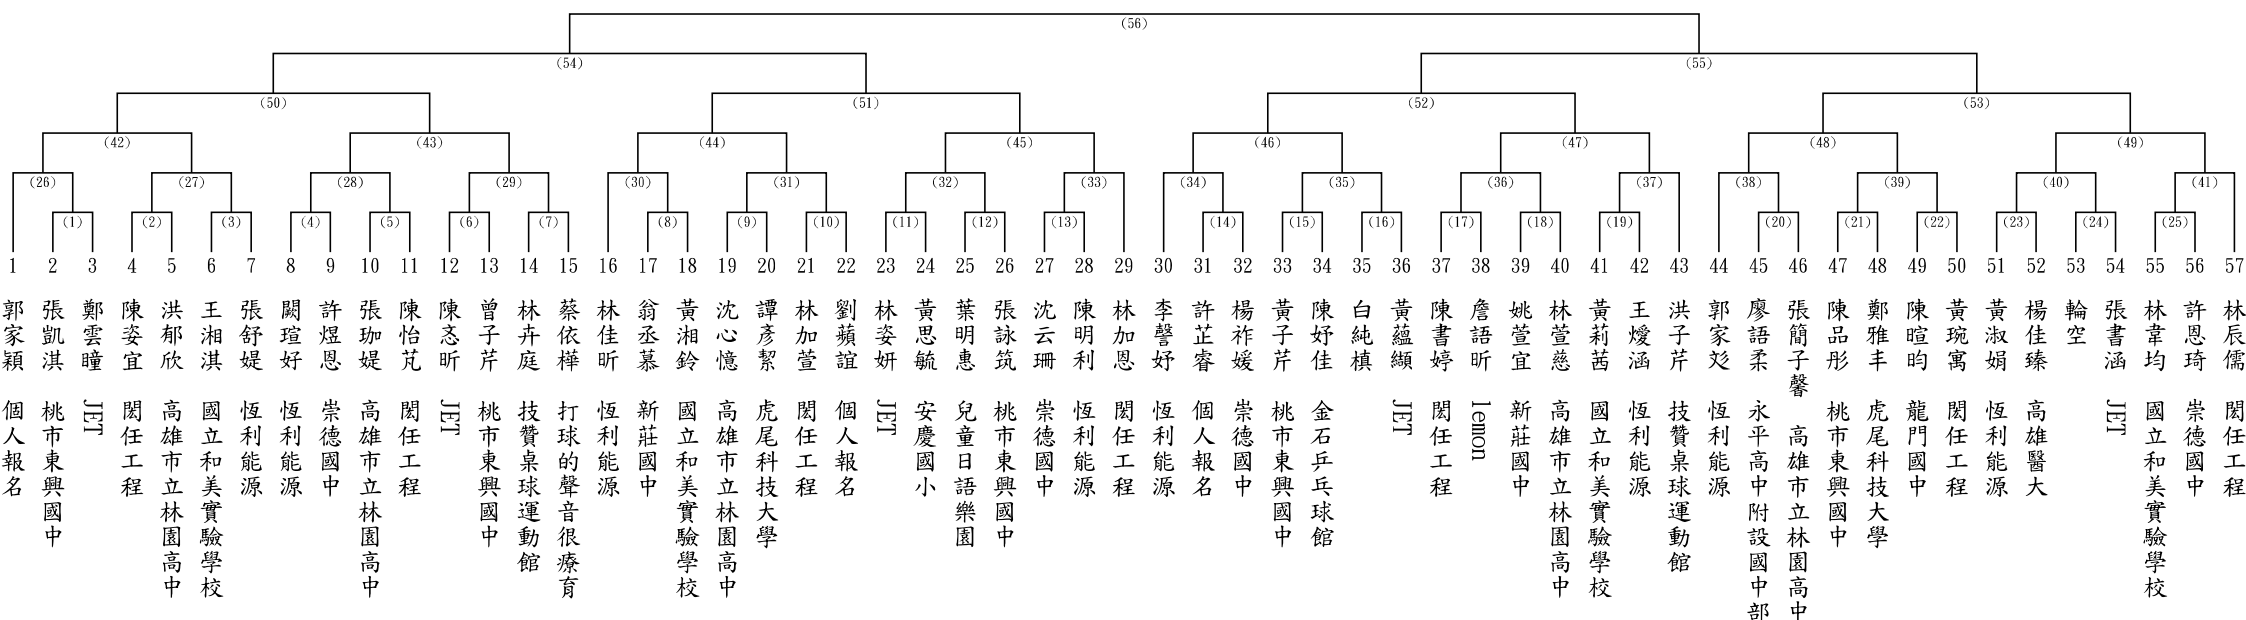 (56)
(54) (55)
(50) (51) (52) (53)
(42) (43) (44) (45) (46) (47) (48) (49)
(26) (27) (28) (29) (30) (31) (32) (33) (34) (35) (36) (37) (38) (39) (40) (41)
(1) (2) (3) (4) (5) (6) (7) (8) (9) (10) (11) (12) (13) (14) (15) (16) (17) (18) (19) (20) (21) (22) (23) (24) (25)
1 郭家穎 個人報名
2 張凱淇 桃市東興國中
3 鄭雲曈 JET
4 陳姿宜 閎任工程
5 洪郁欣 高雄市立林園高中
6 王湘淇 國立和美實驗學校
7 張舒媞 恆利能源
8 闕瑄妤 恆利能源
9 許煜恩 崇德國中
10 張珈媞 高雄市立林園高中
11 陳怡芃 閎任工程
12 陳忞昕 JET
13 曾子芹 桃市東興國中
14 林卉庭 技贊桌球運動館
15 蔡依樺 打球的聲音很療育
16 林佳昕 恆利能源
17 翁丞慕 新莊國中
18 黃湘鈴 國立和美實驗學校
19 沈心憶 高雄市立林園高中
20 譚彥絜 虎尾科技大學
21 林加萱 閎任工程
22 劉蘋誼 個人報名
23 林姿妍 JET
24 黃思毓 安慶國小
25 葉明惠 兒童日語樂園
26 張詠筑 桃市東興國中
27 沈云珊 崇德國中
28 陳明利 恆利能源
29 林加恩 閎任工程
30 李謦妤 恆利能源
31 許芷睿 個人報名
32 楊祚媛 崇德國中
33 黃子芹 桃市東興國中
34 陳妤佳 金石乒乓球館
35 白純槙
36 黃蘊纈 JET
37 陳書婷 閎任工程
38 詹語昕 lemon
39 姚萱宜 新莊國中
40 林萱慈 高雄市立林園高中
41 黃莉茜 國立和美實驗學校
42 王燰涵 恆利能源
43 洪子芹 技贊桌球運動館
44 郭家彣 恆利能源
45 廖語柔 永平高中附設國中部
46 張簡子馨 高雄市立林園高中
47 陳品彤 桃市東興國中
48 鄭雅丰 虎尾科技大學
49 陳暄昀 龍門國中
50 黃琬寓 閎任工程
51 黃淑娟 恆利能源
52 楊佳臻 高雄醫大
53 輪空
54 張書涵 JET
55 林葦均 國立和美實驗學校
56 許恩琦 崇德國中
57 林辰儒 閎任工程